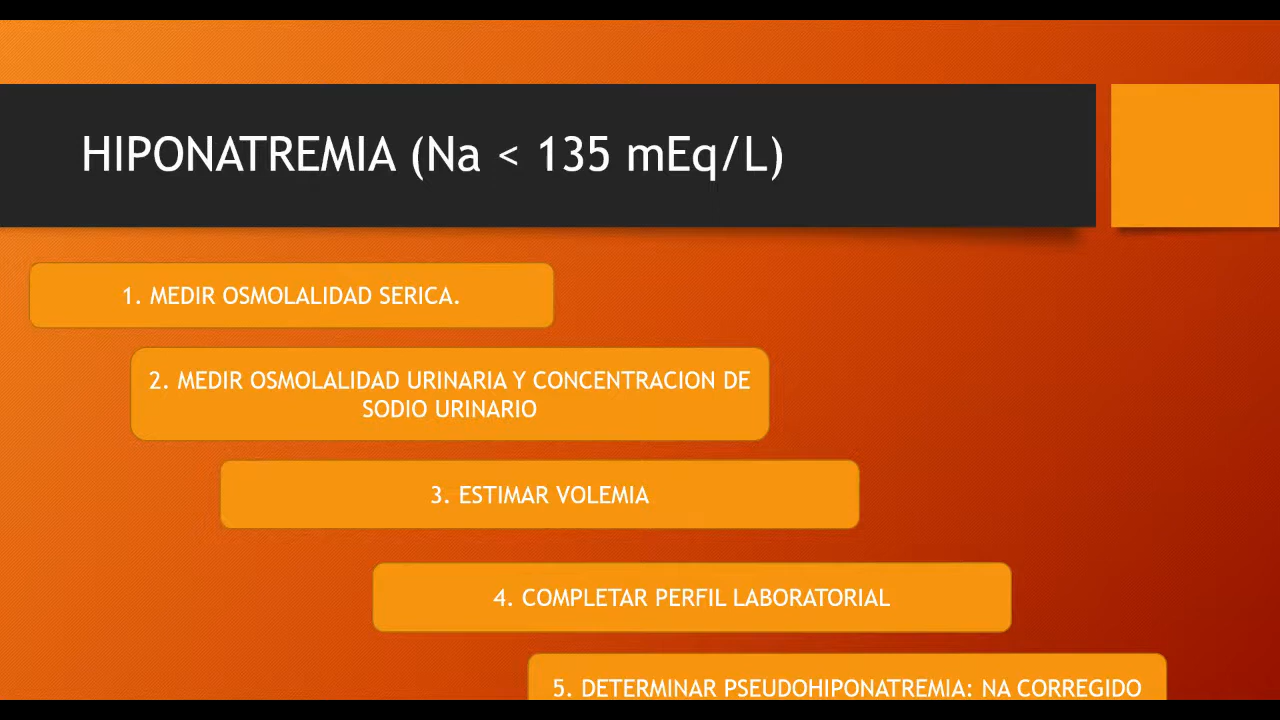 HIPONATREMIA (Na < 135 mEq/L)
1. MEDIR OSMOLALIDAD SERICA.
2. MEDIR OSMOLALIDAD URINARIA Y CONCENTRACION DE
SODIO URINARIO
3. ESTIMAR VOLEMIA
4. COMPLETAR PERFIL LABORATORIAL
5. DETERMINAR PSEUDOHIPONATREMIA: NA CORREGIDO